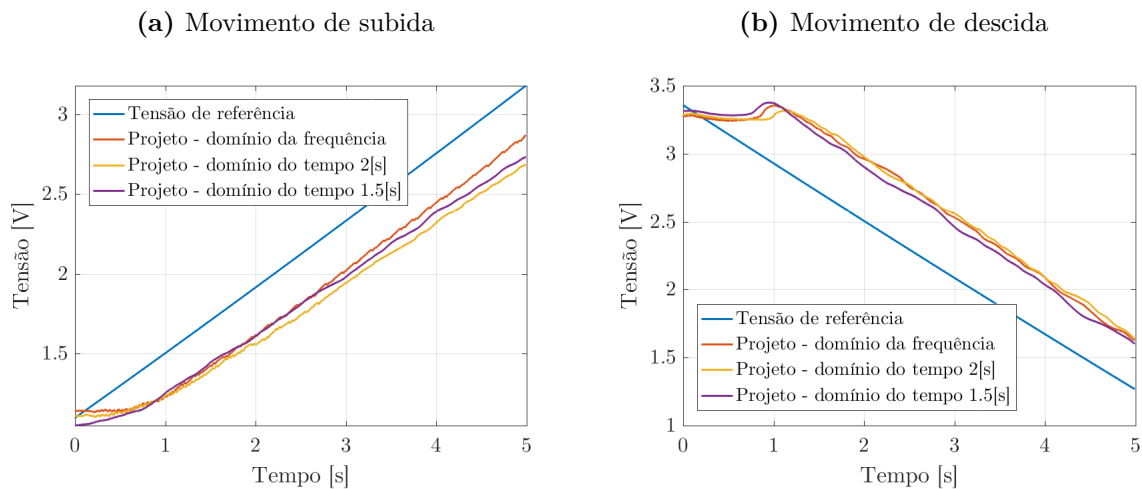 (a) Movimento de subida
3
2.5
2
1.5
Tensão [V]
Tensão de referência
Projeto - domínio da frequência
Projeto - domínio do tempo 2[s]
Projeto - domínio do tempo 1.5[s]
0 1 2 3 4 5
Tempo [s]
(b) Movimento de descida
3.5
3
2.5
2
1.5
1
Tensão [V]
Tensão de referência
Projeto - domínio da frequência
Projeto - domínio do tempo 2[s]
Projeto - domínio do tempo 1.5[s]
0 1 2 3 4 5
Tempo [s]